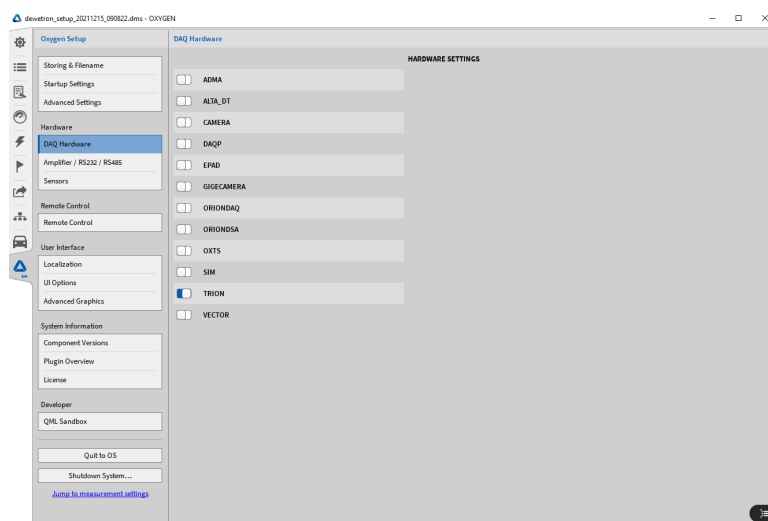 dewetron_setup_20211215_090822.dms - OXYGEN
Oxygen Setup
Storing & Filename
Startup Settings
Advanced Settings
Hardware
DAQ Hardware
Amplifier / RS232 / RS485
Sensors
Remote Control
Remote Control
User Interface
Localization
UI Options
Advanced Graphics
System Information
Component Versions
Plugin Overview
License
Developer
QML Sandbox
Quit to OS
Shutdown System...
Jump to measurement settings
DAQ Hardware
HARDWARE SETTINGS
ADMA
ALTA_DT
CAMERA
DAQP
EPAD
GIGECAMERA
ORIONDAQ
ORIONDSA
OXTS
SIM
TRION
VECTOR